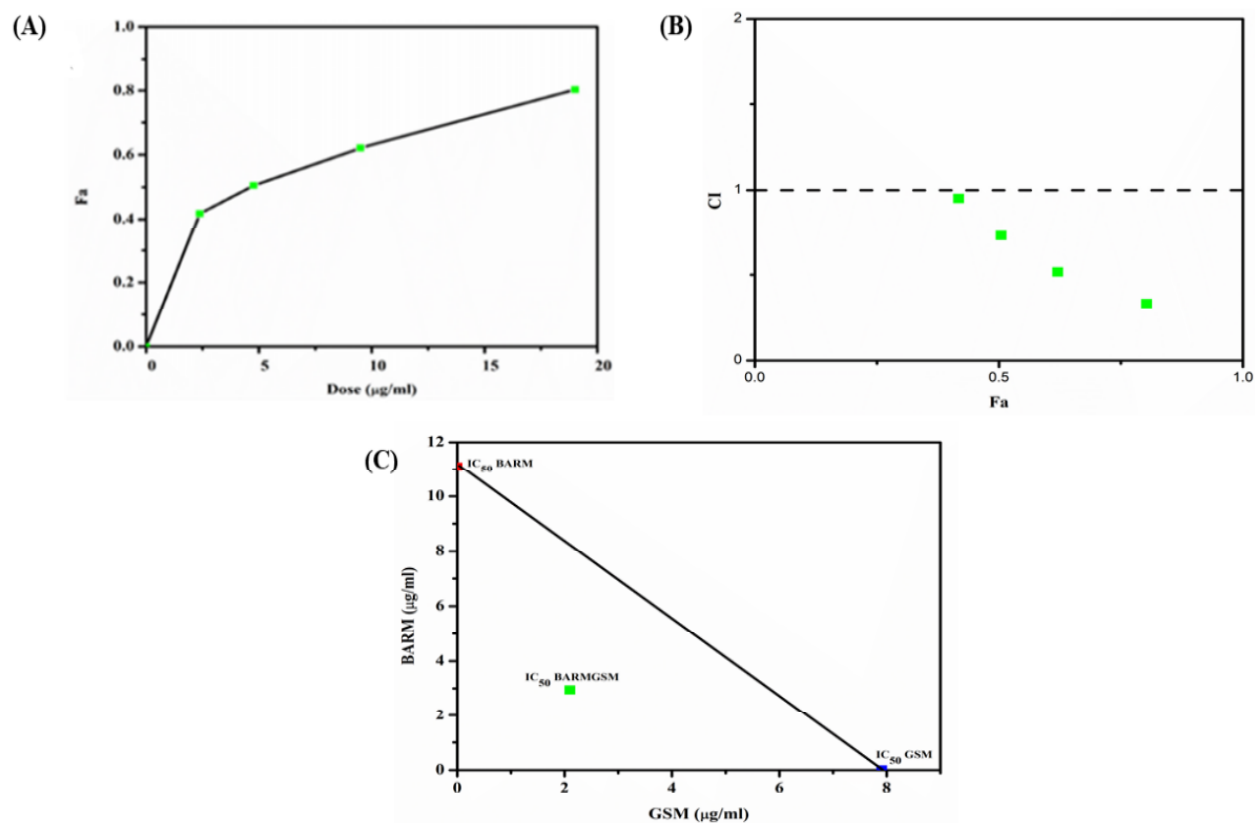 (A)
1.0
0.8
0.6
0.4
0.2
0.0
Fa
0 5 10 15 20
Dose (μg/ml)
(B)
2
1
0
CI
0.0 0.5 1.0
Fa
(C)
12
10
8
6
4
2
0
BARM (μg/ml)
IC50 BARM
IC50 BARMGSM
IC50 GSM
0 2 4 6 8
GSM (μg/ml)